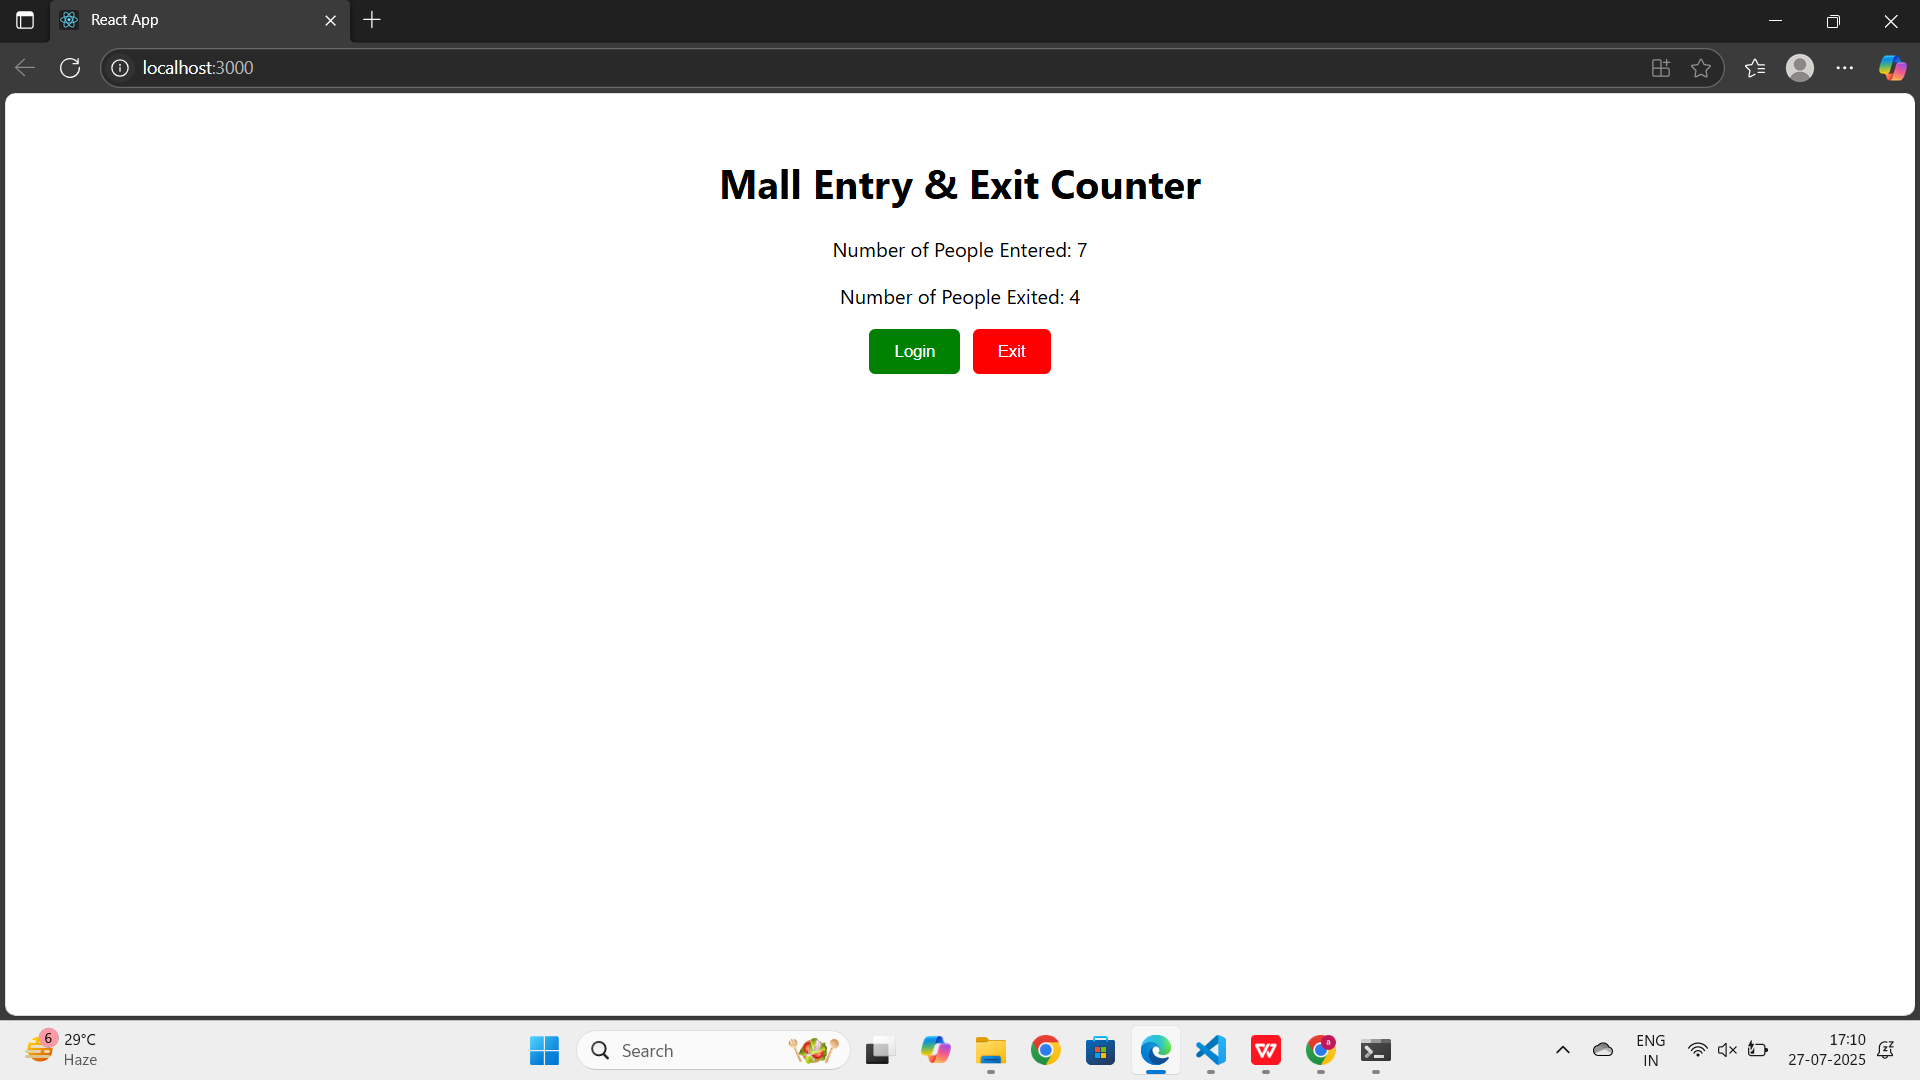 React App
localhost:3000
Mall Entry & Exit Counter
Number of People Entered: 7
Number of People Exited: 4
Login Exit
6
29°C
Haze
Search
a
ENG
IN
17:10
27-07-2025